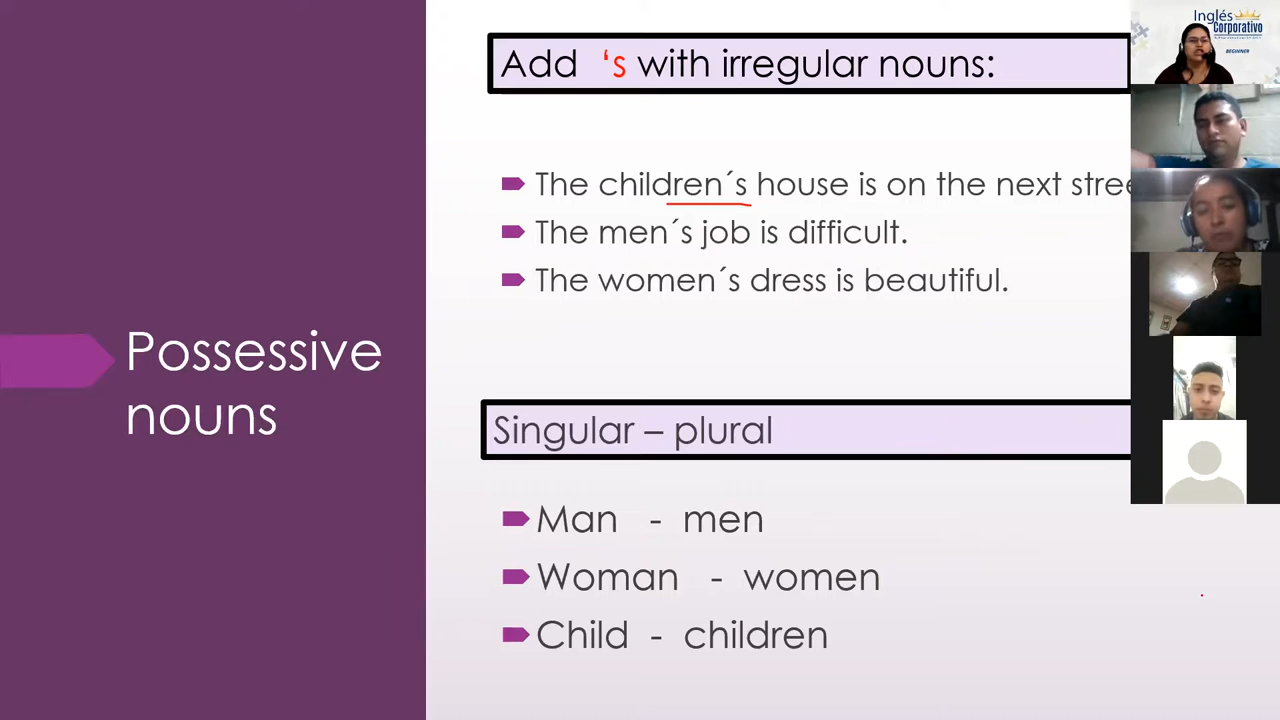 Add ‘s with irregular nouns:
The children´s house is on the next
The men´s job is difficult.
The women´s dress is beautiful.
Possessive
nouns
Singular – plural
Man - men
Woman - women
Child - children
Inglés
Corporativo
BEGINNER